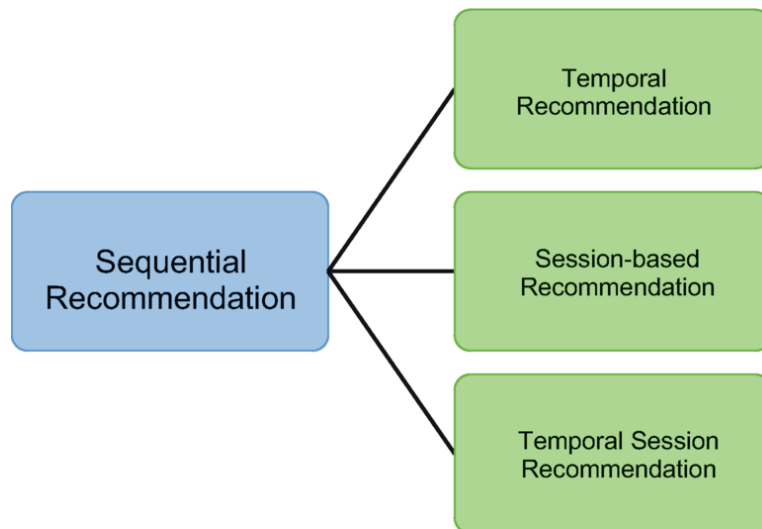 Temporal
Recommendation
Sequential
Recommendation
Session-based
Recommendation
Temporal Session
Recommendation